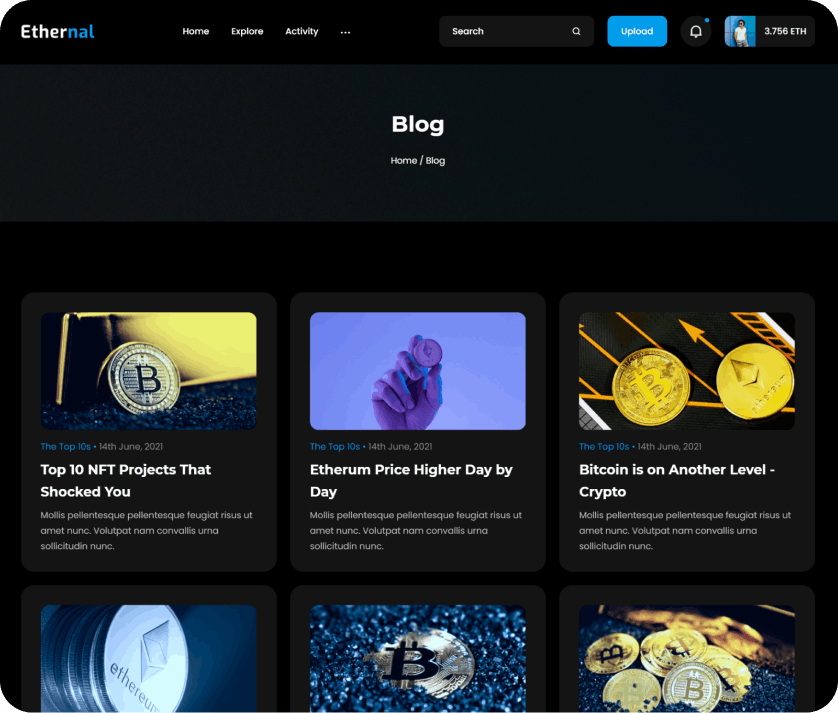 Ethernal
Home
Explore
Activity
...
Search
Upload
3.756 ETH
Blog
Home / Blog
The Top 10s • 14th June, 2021
Top 10 NFT Projects That
Shocked You
Mollis pellentesque pellentesque feugiat risus ut
amet nunc. Volutpat nam convallis urna
sollicitudin nunc.
The Top 10s • 14th June, 2021
Etherum Price Higher Day by
Day
Mollis pellentesque pellentesque feugiat risus ut
amet nunc. Volutpat nam convallis urna
sollicitudin nunc.
The Top 10s • 14th June, 2021
Bitcoin is on Another Level -
Crypto
Mollis pellentesque pellentesque feugiat risus ut
amet nunc. Volutpat nam convallis urna
sollicitudin nunc.
ethereum